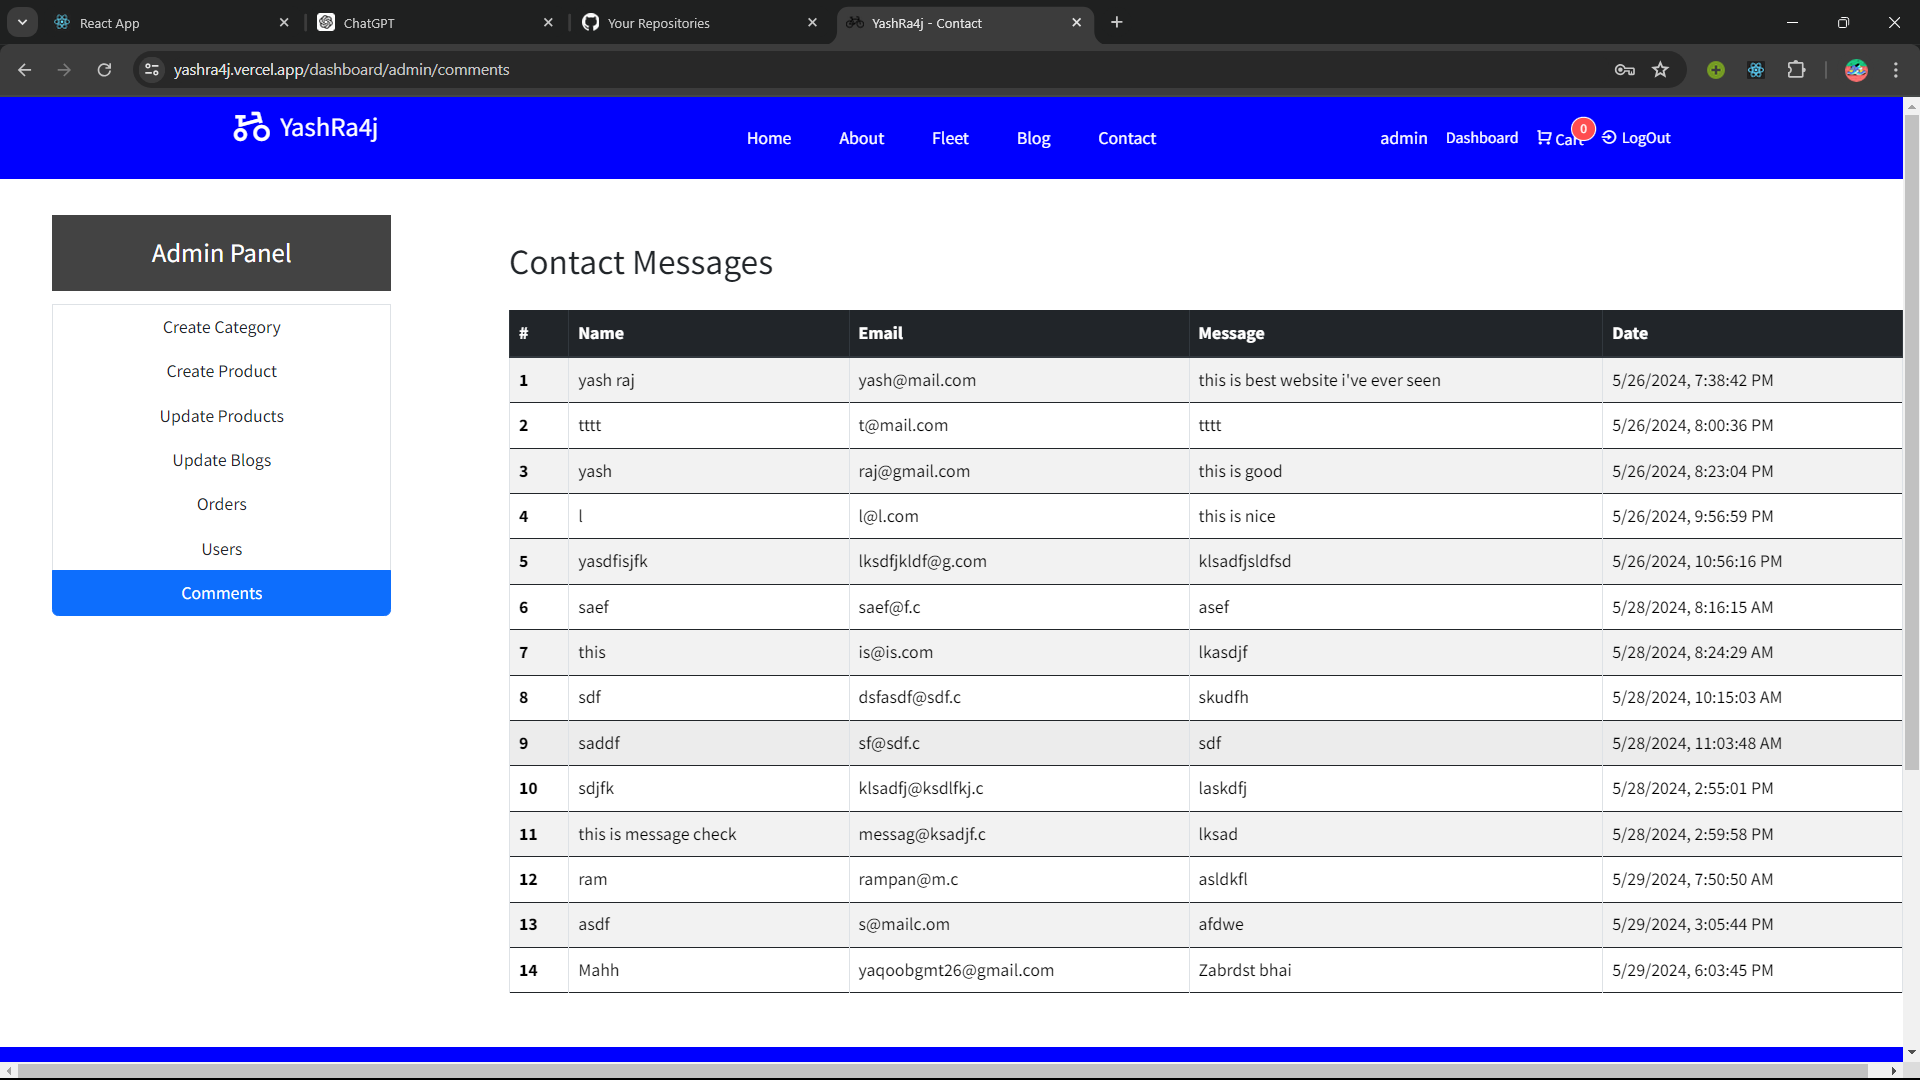 React App
ChatGPT
Your Repositories
YashRa4j - Contact
yashra4j.vercel.app/dashboard/admin/comments
YashRa4j
Home About Fleet Blog Contact
admin Dashboard Cart 0 LogOut
Admin Panel
Create Category
Create Product
Update Products
Update Blogs
Orders
Users
Comments
Contact Messages
# Name Email Message Date
1 yash raj yash@mail.com this is best website i've ever seen 5/26/2024, 7:38:42 PM
2 tttt t@mail.com tttt 5/26/2024, 8:00:36 PM
3 yash raj@gmail.com this is good 5/26/2024, 8:23:04 PM
4 l l@l.com this is nice 5/26/2024, 9:56:59 PM
5 yasdfisjfk lksdfjkldf@g.com klsadfjsldfsd 5/26/2024, 10:56:16 PM
6 saef saef@f.c asef 5/28/2024, 8:16:15 AM
7 this is@is.com lkasdjf 5/28/2024, 8:24:29 AM
8 sdf dsfasdf@sdf.c skudfh 5/28/2024, 10:15:03 AM
9 saddf sf@sdf.c sdf 5/28/2024, 11:03:48 AM
10 sdjfk klsadfj@ksdlfkj.c laskdfj 5/28/2024, 2:55:01 PM
11 this is message check messag@ksadjf.c lksad 5/28/2024, 2:59:58 PM
12 ram rampan@m.c asldkfl 5/29/2024, 7:50:50 AM
13 asdf s@mailc.om afdwe 5/29/2024, 3:05:44 PM
14 Mahh yaqoobgmt26@gmail.com Zabrdst bhai 5/29/2024, 6:03:45 PM